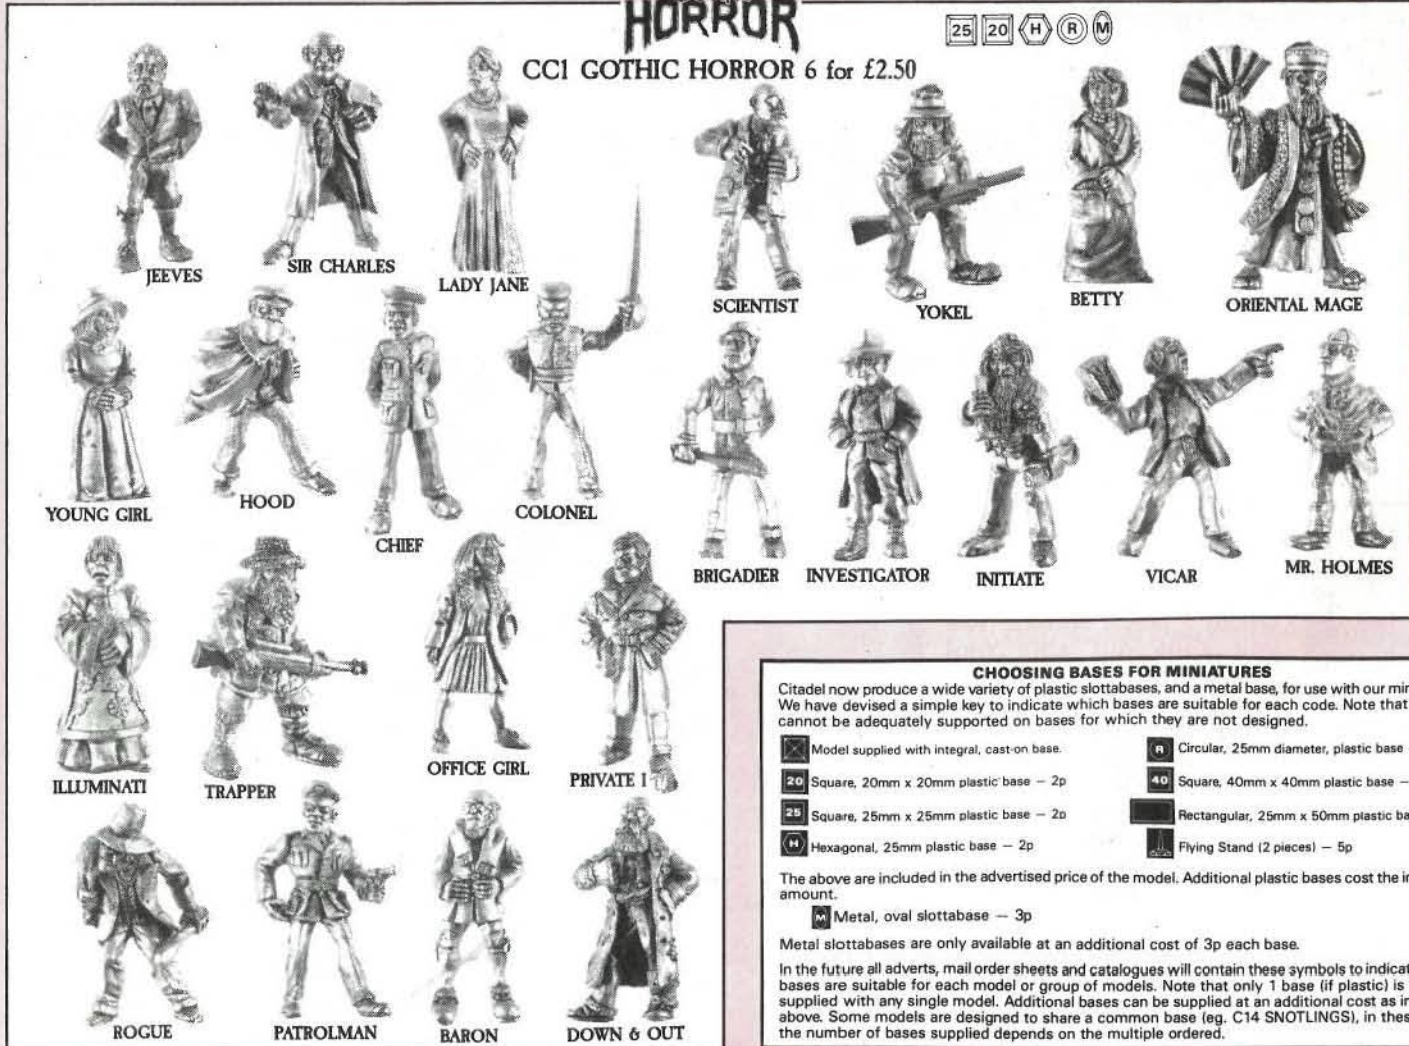 HORROR
25 20 H R M
CC1 GOTHIC HORROR 6 for £2.50
JEEVES
SIR CHARLES
LADY JANE
SCIENTIST
YOKEL
BETTY
ORIENTAL MAGE
YOUNG GIRL
HOOD
CHIEF
COLONEL
BRIGADIER
INVESTIGATOR
INITIATE
VICAR
MR. HOLMES
ILLUMINATI
TRAPPER
OFFICE GIRL
PRIVATE I
ROGUE
PATROLMAN
BARON
DOWN & OUT
CHOOSING BASES FOR MINIATURES
Citadel now produce a wide variety of plastic slottabases, and a metal base, for use with our
We have devised a simple key to indicate which bases are suitable for each code. Note that
cannot be adequately supported on bases for which they are not designed.
Model supplied with integral, cast-on base.
20 Square, 20mm x 20mm plastic base — 2p
25 Square, 25mm x 25mm plastic base — 2p
H Hexagonal, 25mm plastic base — 2p
R Circular, 25mm diameter, plastic base
40 Square, 40mm x 40mm plastic base —
Rectangular, 25mm x 50mm plastic
Flying Stand (2 pieces) — 5p
The above are included in the advertised price of the model. Additional plastic bases cost the
amount.
M Metal, oval slottabase — 3p
Metal slottabases are only available at an additional cost of 3p each base.
In the future all adverts, mail order sheets and catalogues will contain these symbols to
bases are suitable for each model or group of models. Note that only 1 base (if plastic) is
supplied with any single model. Additional bases can be supplied at an additional cost as
above. Some models are designed to share a common base (eg. C14 SNOTLINGS), in
the number of bases supplied depends on the multiple ordered.